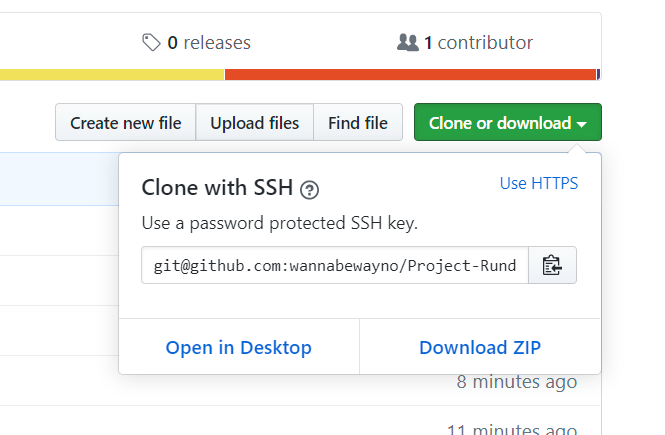 0 releases
1 contributor
Create new file
Upload files
Find file
Clone or download
Clone with SSH ?
Use HTTPS
Use a password protected SSH key.
git@github.com:wannabewayno/Project-Rund
Open in Desktop
Download ZIP
8 minutes ago
11 minutes ago